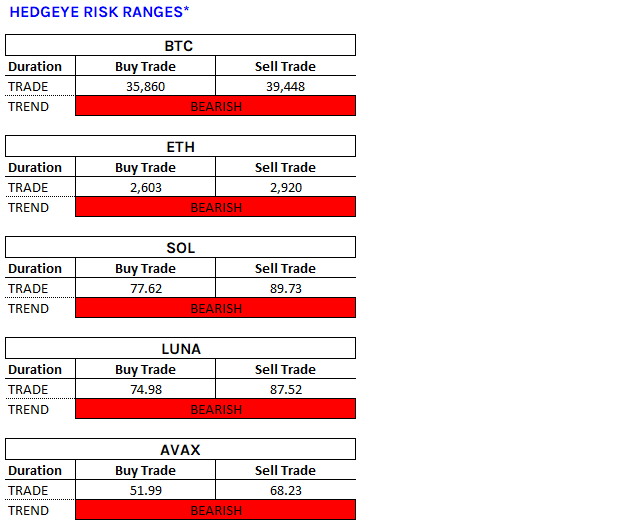 HEDGEYE RISK RANGES*
BTC
Duration Buy Trade Sell Trade
TRADE 35,860 39,448
TREND BEARISH
ETH
Duration Buy Trade Sell Trade
TRADE 2,603 2,920
TREND BEARISH
SOL
Duration Buy Trade Sell Trade
TRADE 77.62 89.73
TREND BEARISH
LUNA
Duration Buy Trade Sell Trade
TRADE 74.98 87.52
TREND BEARISH
AVAX
Duration Buy Trade Sell Trade
TRADE 51.99 68.23
TREND BEARISH